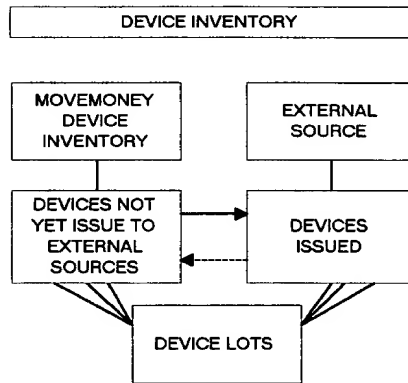 DEVICE INVENTORY
MOVEMONEY
DEVICE
INVENTORY
EXTERNAL
SOURCE
DEVICES NOT
YET ISSUE TO
EXTERNAL
SOURCES
DEVICES
ISSUED
DEVICE LOTS